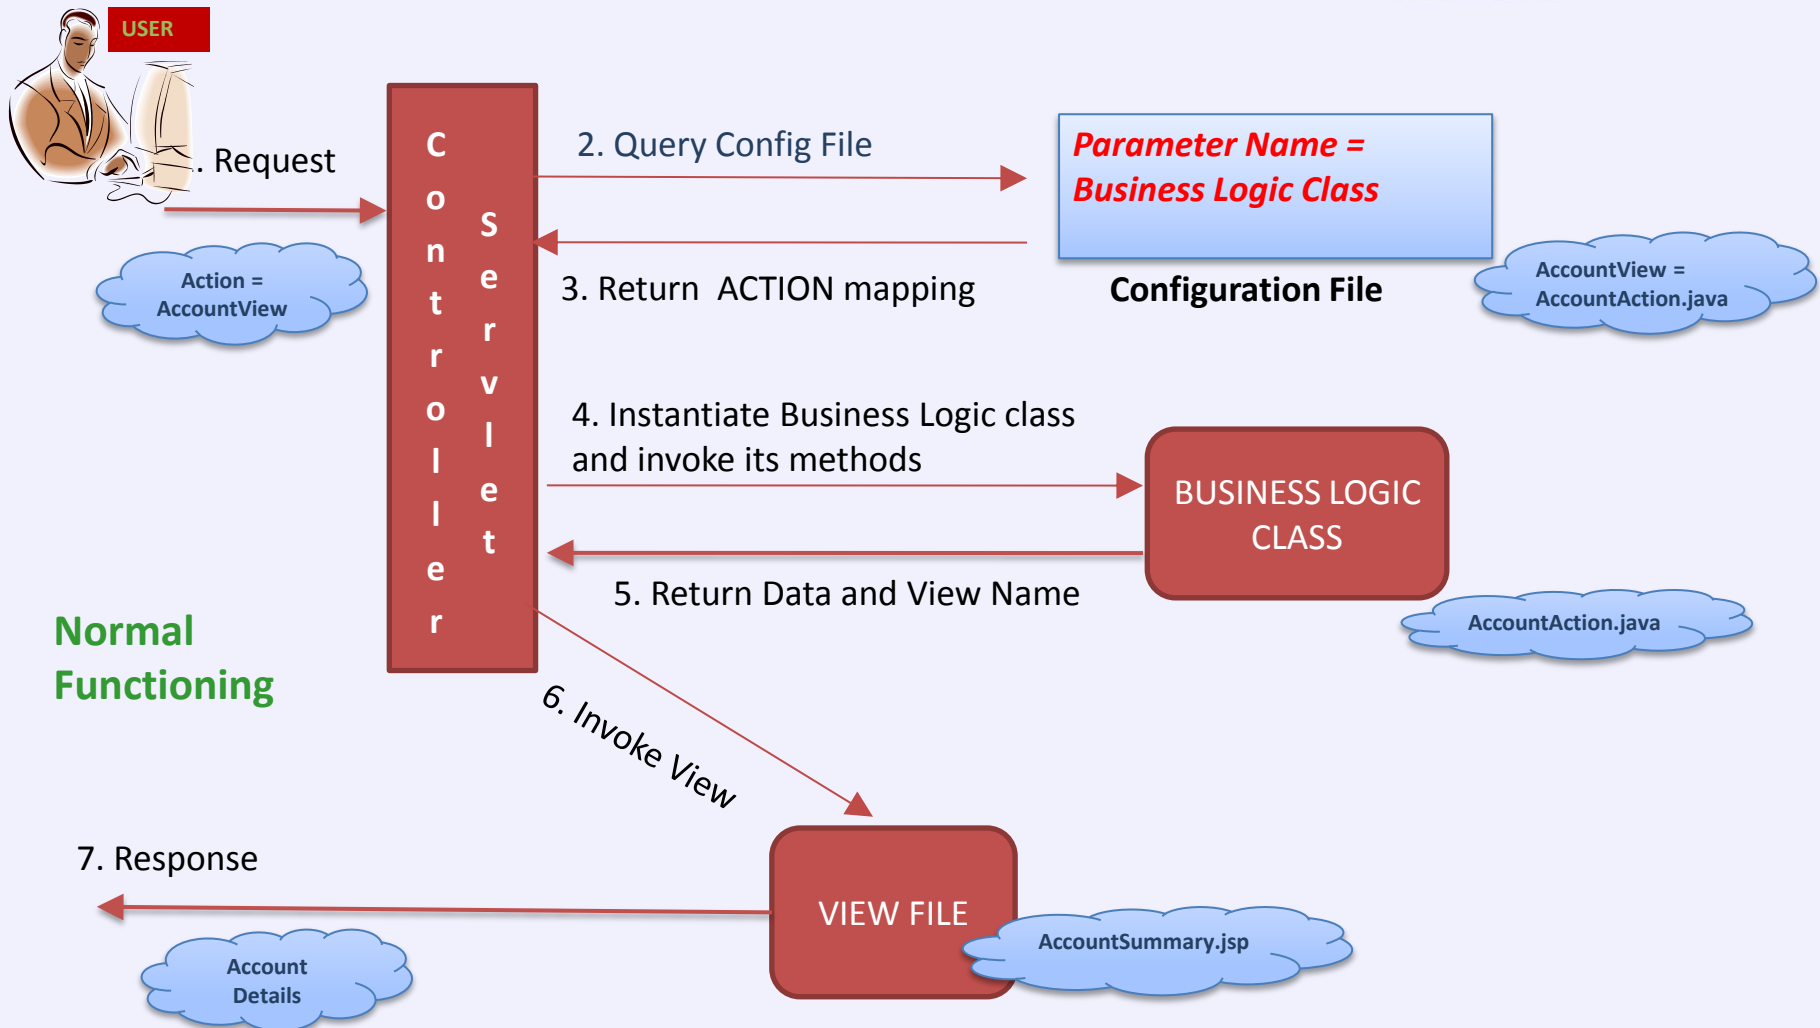 USER
. Request
Action =
AccountView
Controller
Servlet
2. Query Config File
3. Return ACTION mapping
Parameter Name =
Business Logic Class
Configuration File
AccountView =
AccountAction.java
4. Instantiate Business Logic class
and invoke its methods
BUSINESS LOGIC
CLASS
5. Return Data and View Name
AccountAction.java
Normal
Functioning
6. Invoke View
7. Response
VIEW FILE
AccountSummary.jsp
Account
Details